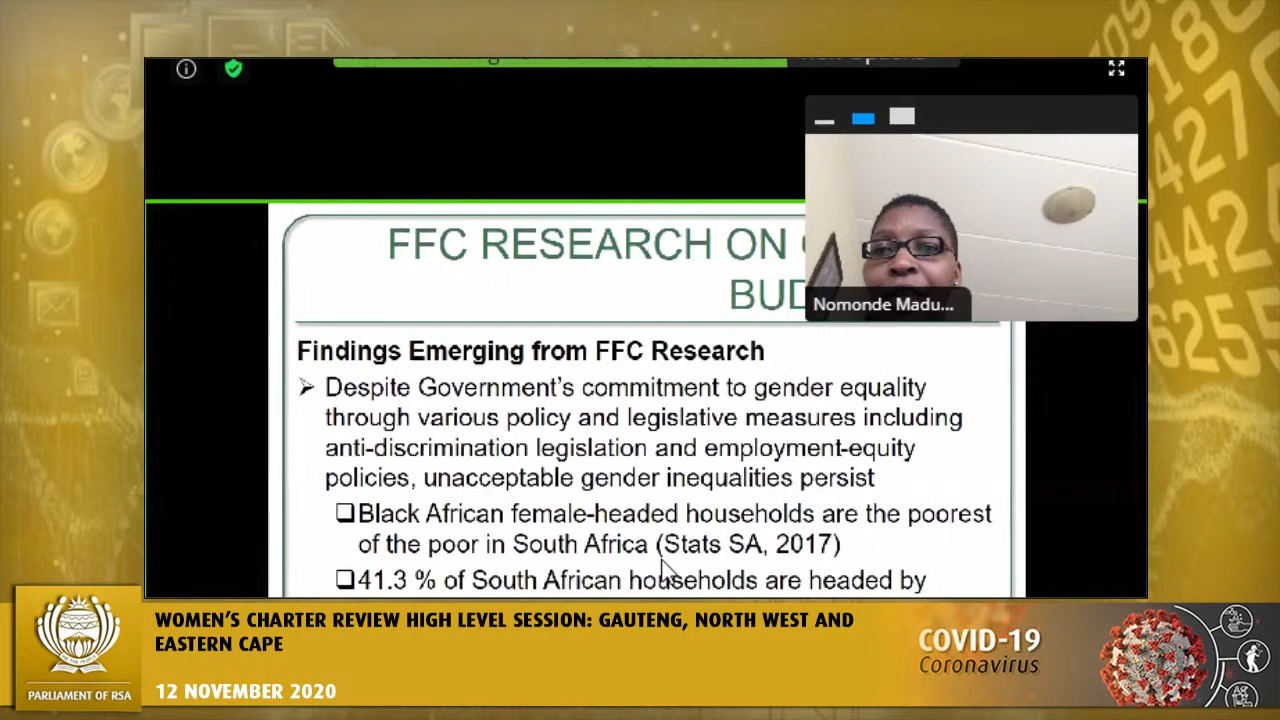 FFC RESEARCH ON
BUD
Nomonde Madu...
Findings Emerging from FFC Research
➢ Despite Government's commitment to gender equality
through various policy and legislative measures including
anti-discrimination legislation and employment-equity
policies, unacceptable gender inequalities persist
❑Black African female-headed households are the poorest
of the poor in South Africa (Stats SA, 2017)
❑41.3 % of South African households are headed by
WOMEN'S CHARTER REVIEW HIGH LEVEL SESSION: GAUTENG, NORTH WEST AND
EASTERN CAPE
12 NOVEMBER 2020
PARLIAMENT OF RSA
COVID-19
Coronavirus